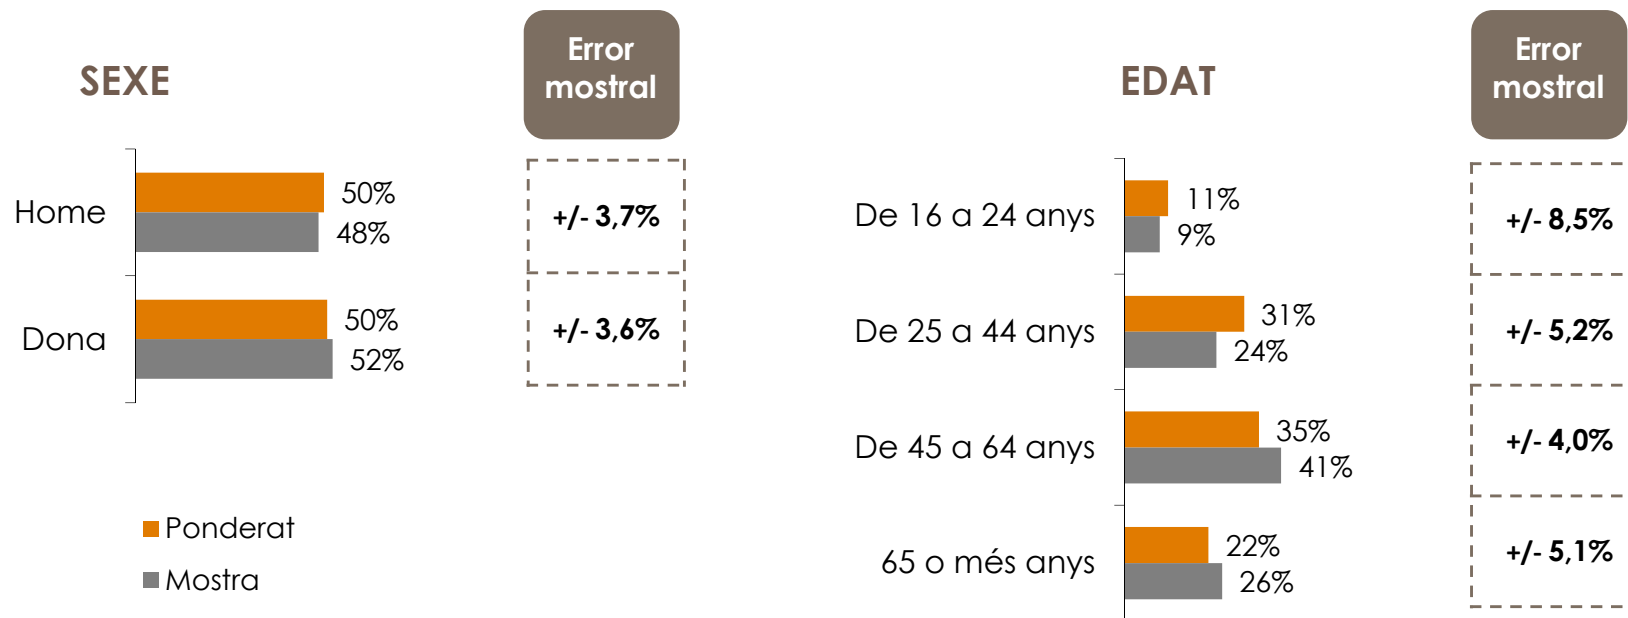 SEXE
Error
mostral
Home
50%
48%
+/- 3,7%
Dona
50%
52%
+/- 3,6%
Ponderat
Mostra
EDAT
Error
mostral
De 16 a 24 anys
11%
9%
+/- 8,5%
De 25 a 44 anys
31%
24%
+/- 5,2%
De 45 a 64 anys
35%
41%
+/- 4,0%
65 o més anys
22%
26%
+/- 5,1%